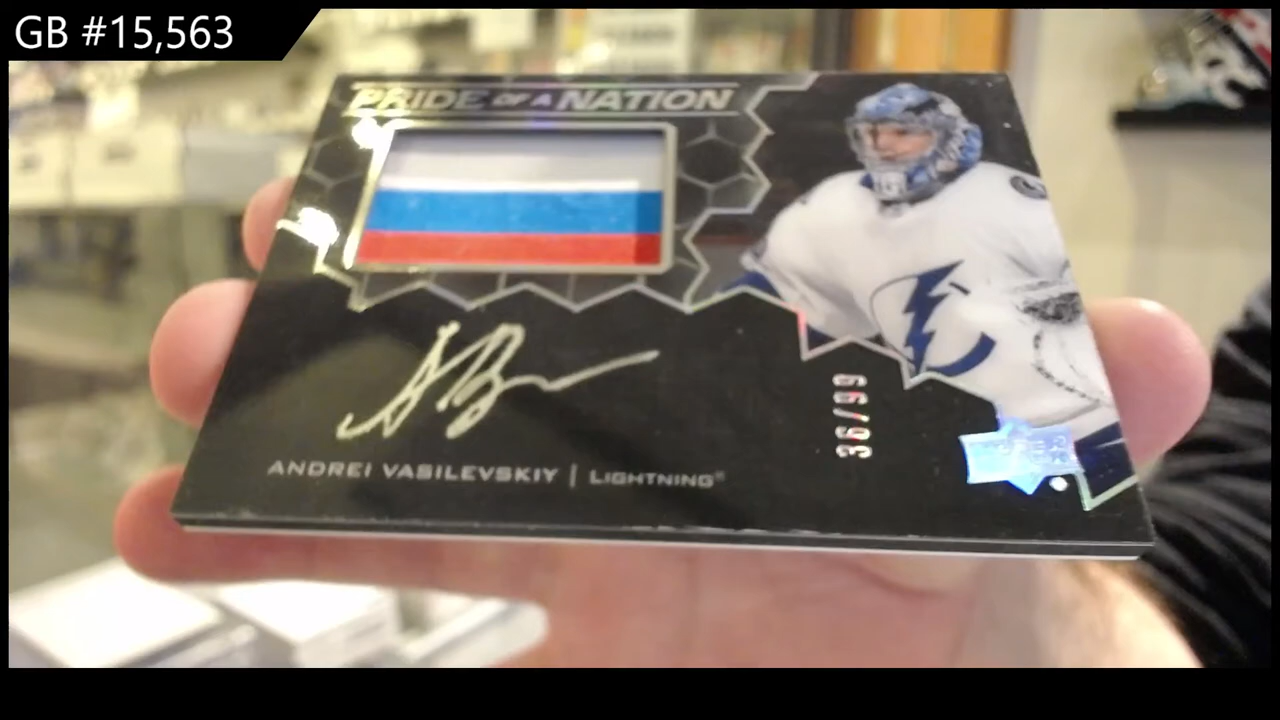 GB #15,563
PRIDE OF A NATION
36/99
ANDREI VASILEVSKIY | LIGHTNING